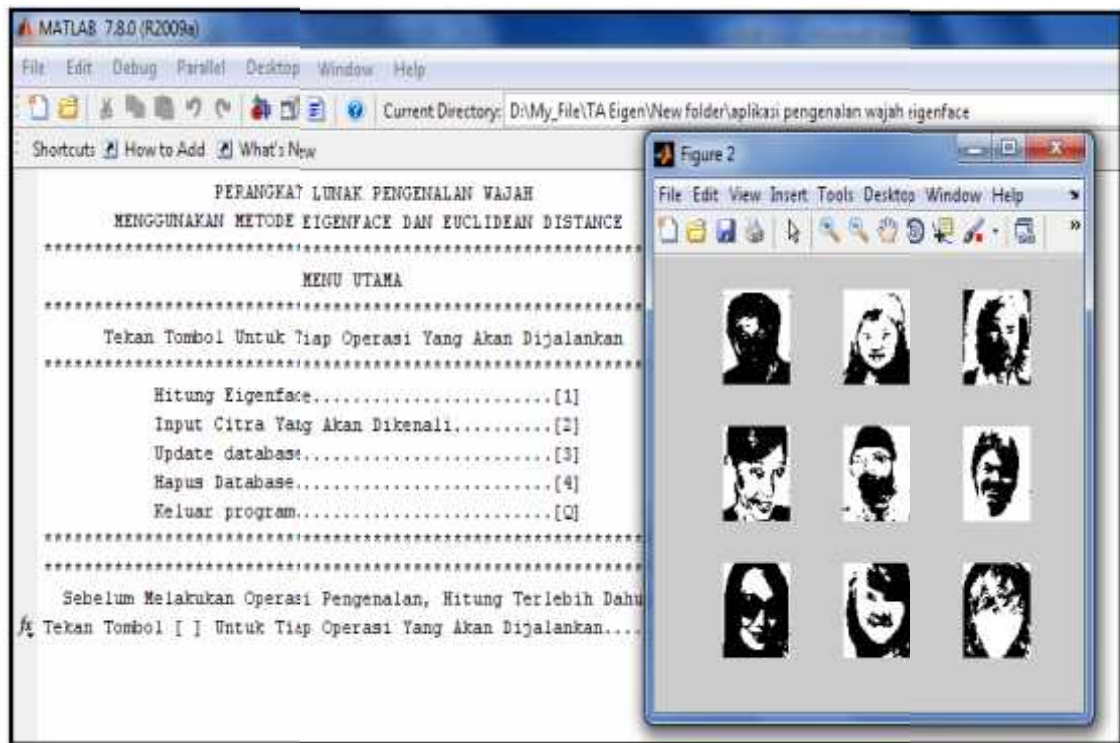 MATLAB 7.8.0 (R2009a)
File Edit Debug Parallel Desktop Window Help
Current Directory: D:\My_File\TA Eigen\New folder\aplikasi pengenalan wajah eigenface
Shortcuts How to Add What's New
PERANGKAT LUNAK PENGENALAN WAJAH
MENGGUNAKAN METODE EIGENFACE DAN EUCLIDEAN DISTANCE
MENU UTAMA
Tekan Tombol Untuk Tiap Operasi Yang Akan Dijalankan
Hitung Eigenface........................[1]
Input Citra Yang Akan Dikenali..........[2]
Update database.........................[3]
Hapus Database..........................[4]
Keluar program..........................[Q]
Sebelum Melakukan Operasi Pengenalan, Hitung Terlebih Dahu
fx Tekan Tombol [ ] Untuk Tiap Operasi Yang Akan Dijalankan....
Figure 2
File Edit View Insert Tools Desktop Window Help